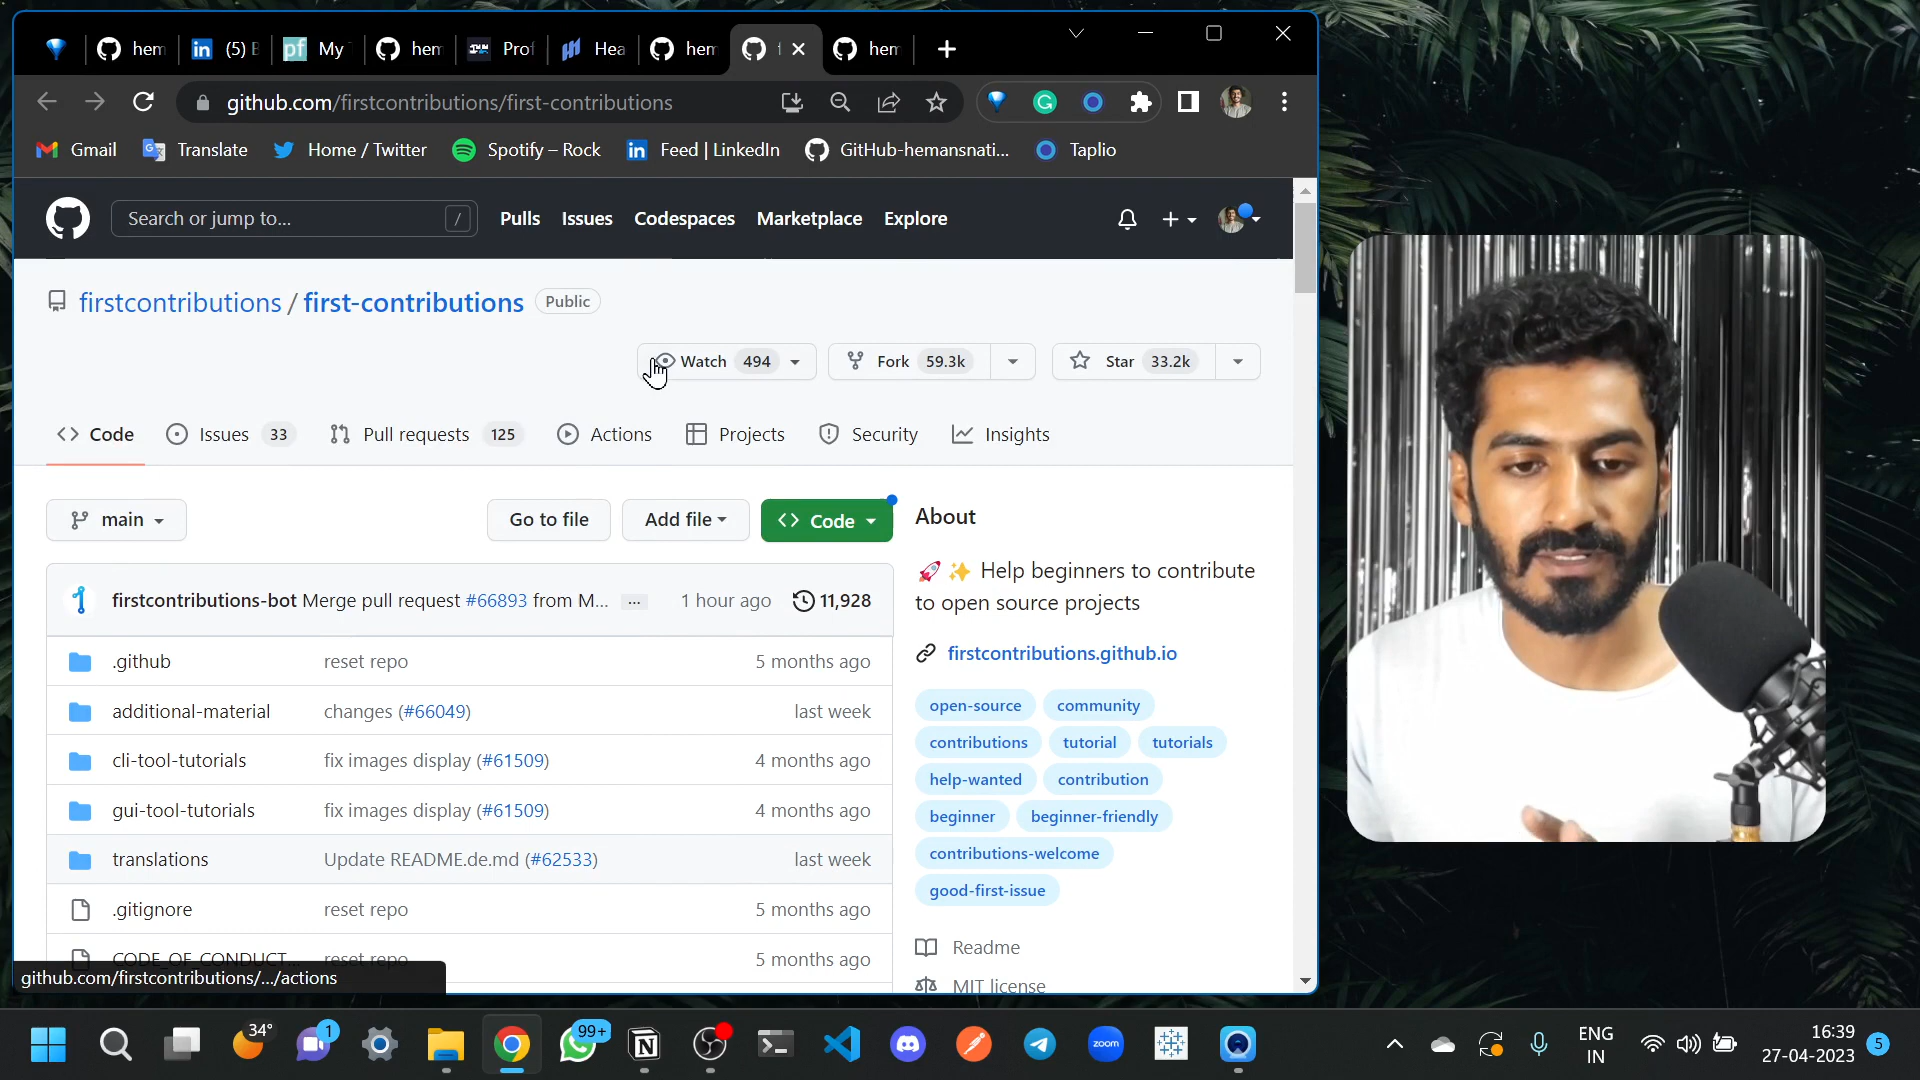 hem
(5)
pf My
hem
Prof
Hea
hem
hem
github.com/firstcontributions/first-contributions
Gmail
Translate
Home / Twitter
Spotify – Rock
Feed | LinkedIn
GitHub-hemansnati...
Taplio
Search or jump to...
/
Pulls
Issues
Codespaces
Marketplace
Explore
firstcontributions / first-contributions
Public
Watch 494
Fork 59.3k
Star 33.2k
Code
Issues 33
Pull requests 125
Actions
Projects
Security
Insights
main
Go to file
Add file
Code
firstcontributions-bot Merge pull request #66893 from M... ... 1 hour ago 11,928
.github reset repo 5 months ago
additional-material changes (#66049) last week
cli-tool-tutorials fix images display (#61509) 4 months ago
gui-tool-tutorials fix images display (#61509) 4 months ago
translations Update README.de.md (#62533) last week
.gitignore reset repo 5 months ago
CODE_OF_CONDUCT... reset repo 5 months ago
About
🚀 ✨ Help beginners to contribute
to open source projects
firstcontributions.github.io
open-source community
contributions tutorial tutorials
help-wanted contribution
beginner beginner-friendly
contributions-welcome
good-first-issue
Readme
MIT license
github.com/firstcontributions/.../actions
34°
1
99+
zoom
ENG
IN
16:39
27-04-2023
5